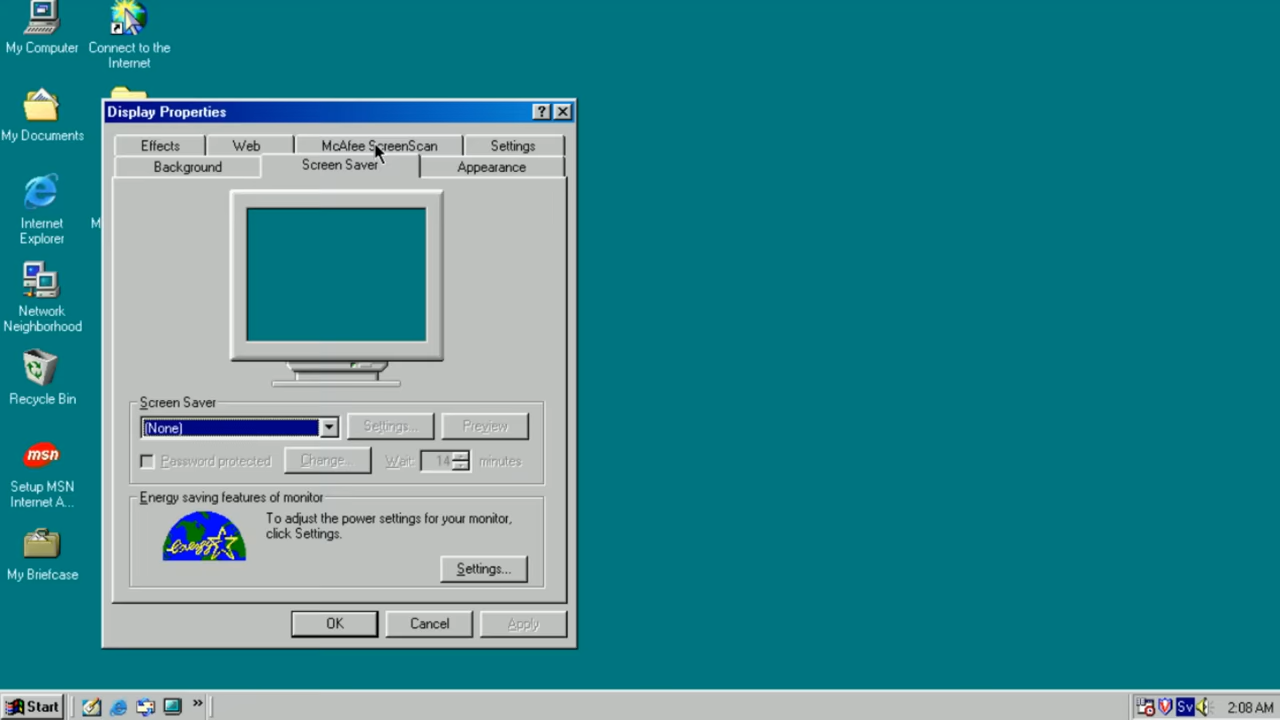 My Computer
Connect to the
Internet
My Documents
Internet
Explorer
M
Network
Neighborhood
Recycle Bin
msn
Setup MSN
Internet A...
My Briefcase
Display Properties
Effects
Web
McAfee ScreenScan
Settings
Background
Screen Saver
Appearance
Screen Saver
(None)
Settings...
Preview
Password protected
Change...
Wait:
14
minutes
Energy saving features of monitor
energy
To adjust the power settings for your monitor,
click Settings.
Settings...
OK
Cancel
Apply
Start
»
Sv
2:08 AM